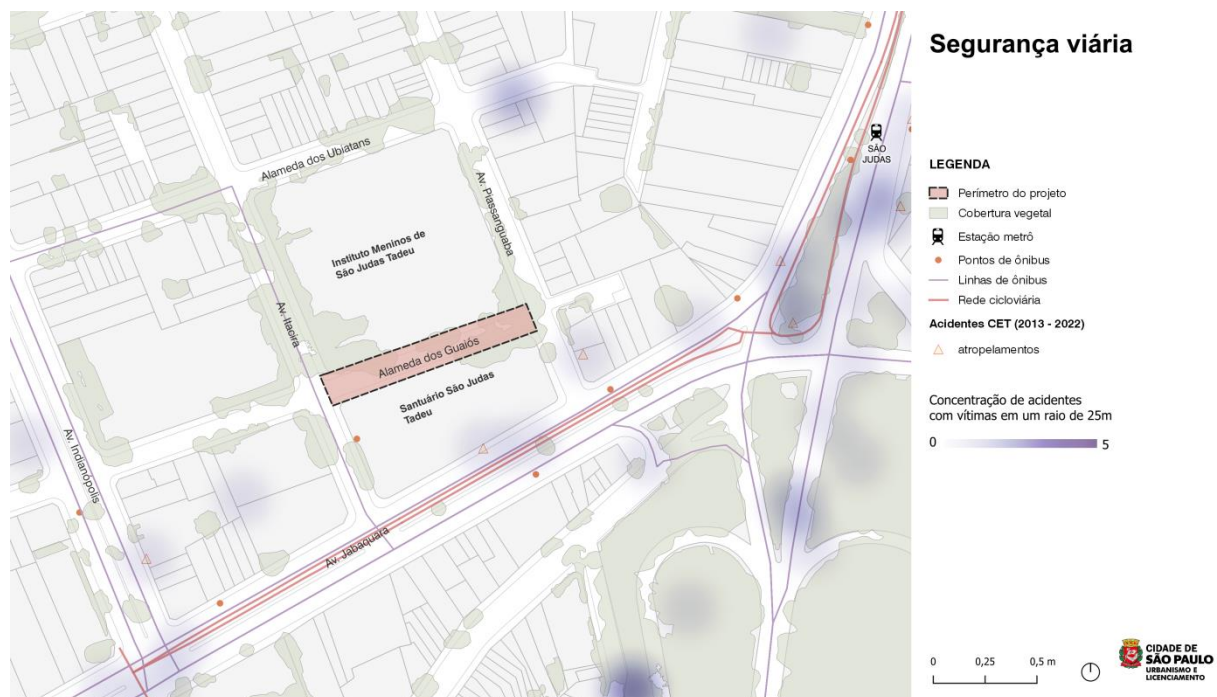 Segurança viária
SÃO
JUDAS
Alameda dos Ubiatans
Av. Piassanguaba
Instituto Meninos de
São Judas Tadeu
Av. Itacira
Alameda dos Guaiós
Santuário São Judas
Tadeu
Av. Indianópolis
Av. Jabaquara
LEGENDA
Perímetro do projeto
Cobertura vegetal
Estação metrô
Pontos de ônibus
Linhas de ônibus
Rede cicloviária
Acidentes CET (2013 - 2022)
atropelamentos
Concentração de acidentes
com vítimas em um raio de 25m
0 5
0 0,25 0,5 m
CIDADE DE
SÃO PAULO
URBANISMO E
LICENCIAMENTO